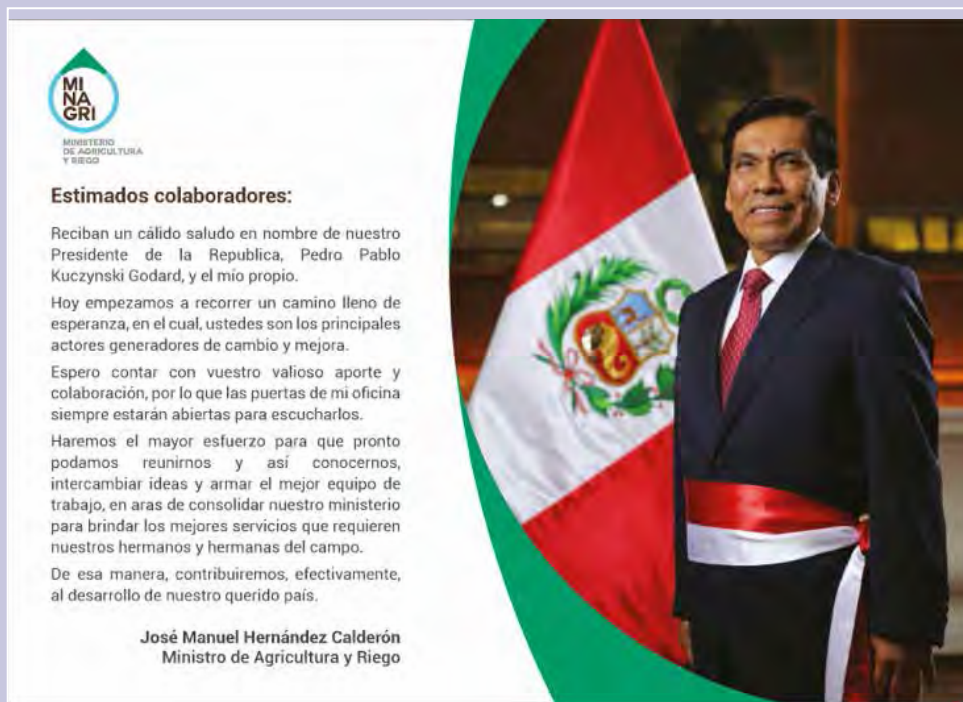 MI
NA
GRI
MINISTERIO
DE AGRICULTURA
Y RIEGO
Estimados colaboradores:
Reciban un cálido saludo en nombre de nuestro
Presidente de la Republica, Pedro Pablo
Kuczynski Godard, y el mío propio.
Hoy empezamos a recorrer un camino lleno de
esperanza, en el cual, ustedes son los principales
actores generadores de cambio y mejora.
Espero contar con vuestro valioso aporte y
colaboración, por lo que las puertas de mi oficina
siempre estarán abiertas para escucharlos.
Haremos el mayor esfuerzo para que pronto
podamos reunirnos y así conocernos,
intercambiar ideas y armar el mejor equipo de
trabajo, en aras de consolidar nuestro ministerio
para brindar los mejores servicios que requieren
nuestros hermanos y hermanas del campo.
De esa manera, contribuiremos, efectivamente,
al desarrollo de nuestro querido país.
José Manuel Hernández Calderón
Ministro de Agricultura y Riego